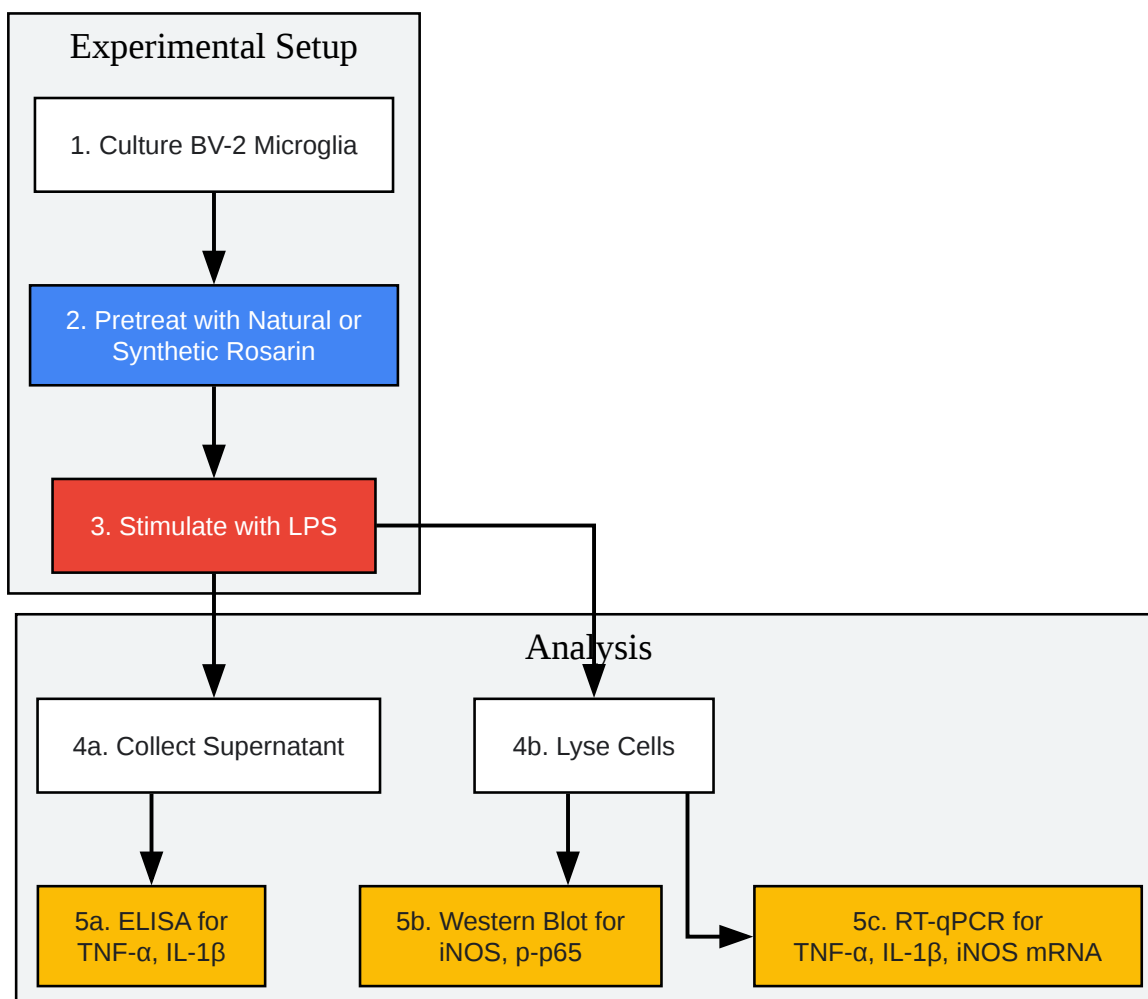 Experimental Setup
1. Culture BV-2 Microglia
2. Pretreat with Natural or
Synthetic Rosarin
3. Stimulate with LPS
Analysis
4a. Collect Supernatant
4b. Lyse Cells
5a. ELISA for
TNF-α, IL-1β
5b. Western Blot for
iNOS, p-p65
5c. RT-qPCR for
TNF-α, IL-1β, iNOS mRNA